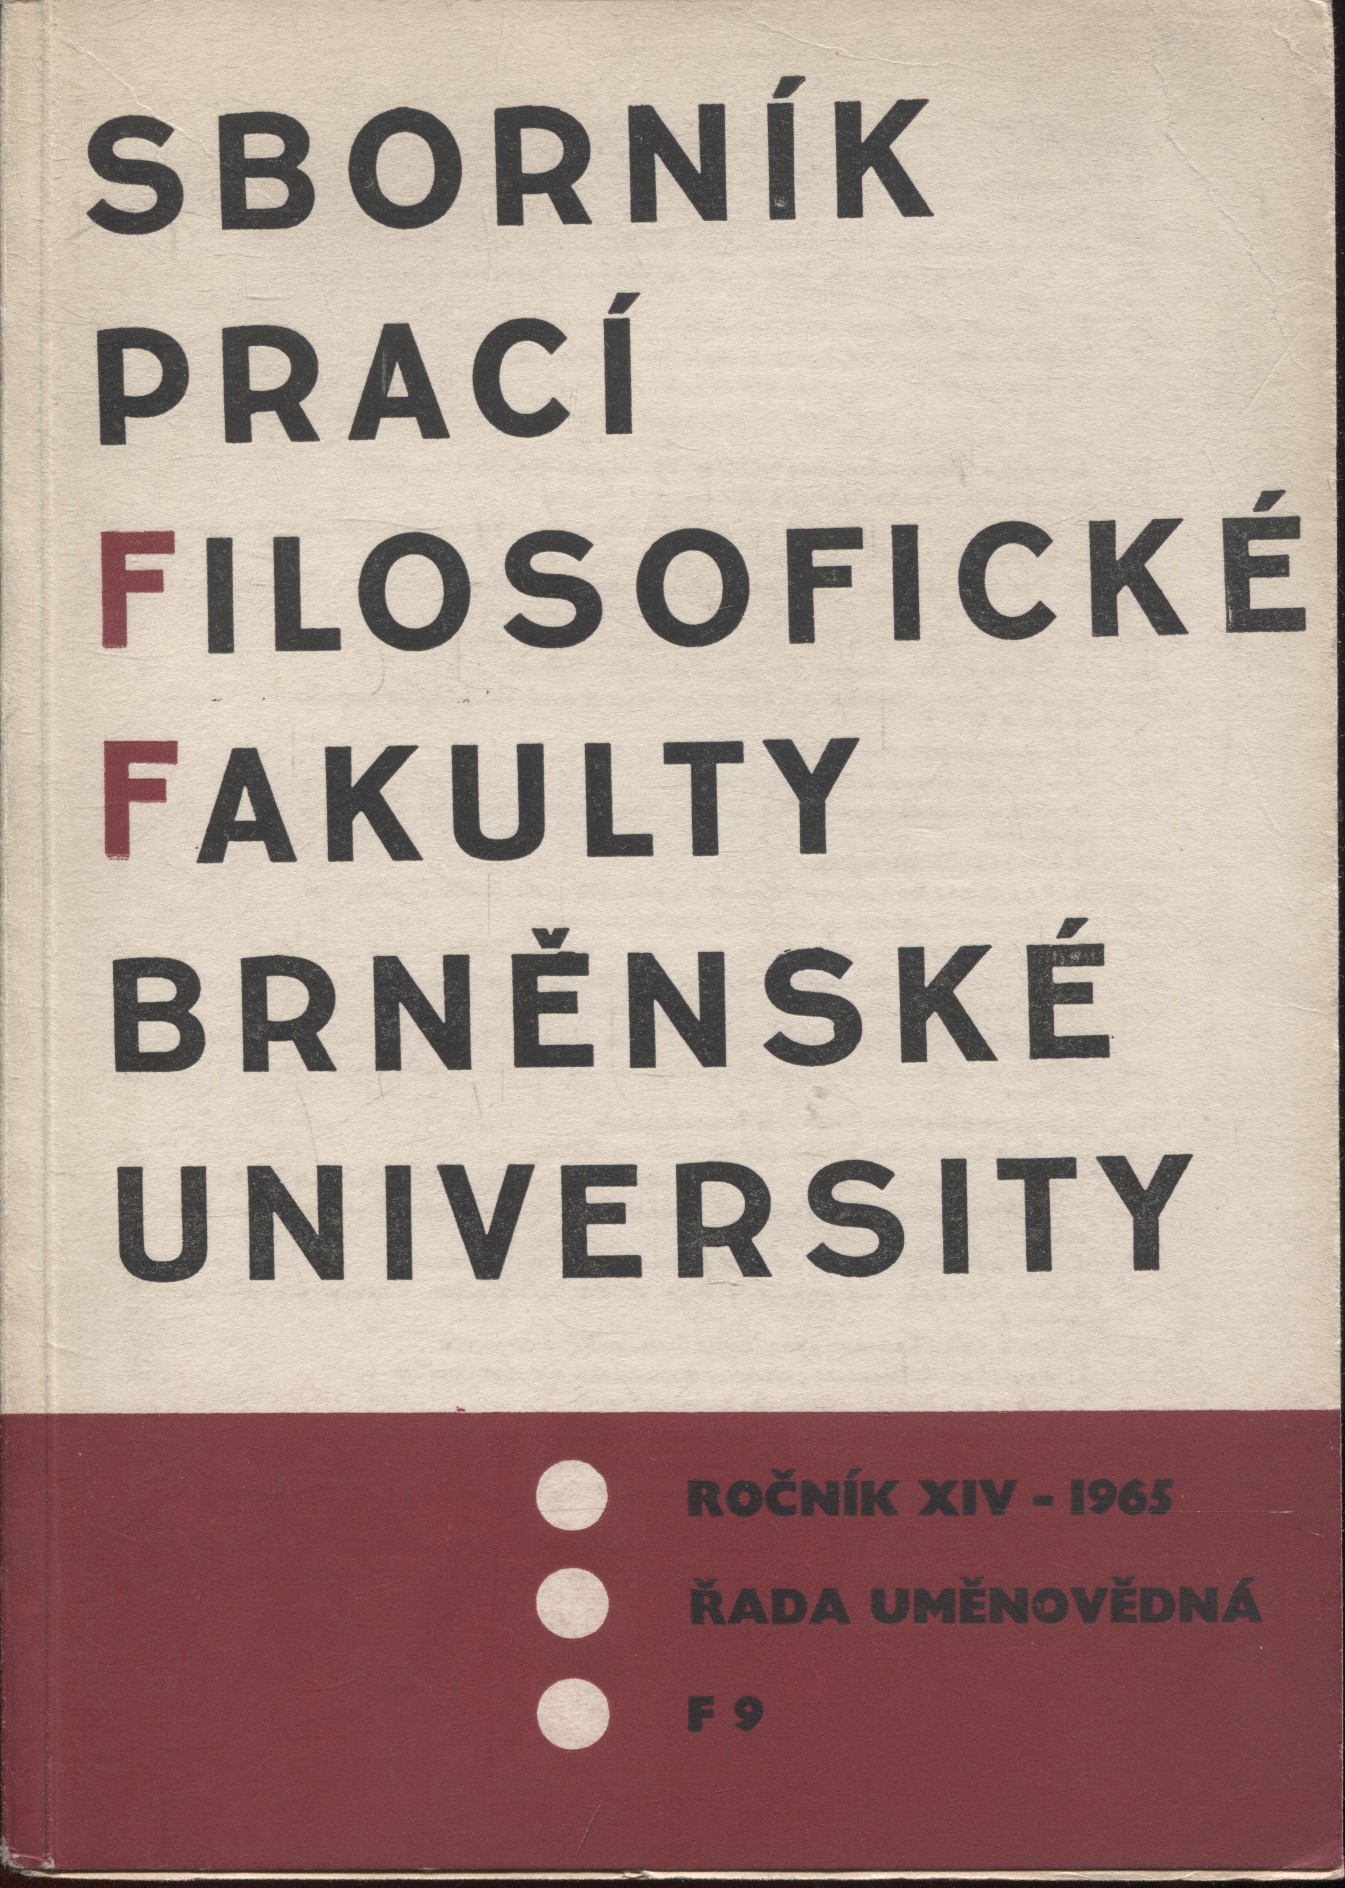 SBORNÍK
PRACÍ
FILOSOFICKÉ
FAKULTY
BRNĚNSKÉ
UNIVERSITY
ROČNÍK XIV - 1965
ŘADA UMĚNOVĚDNÁ
F 9